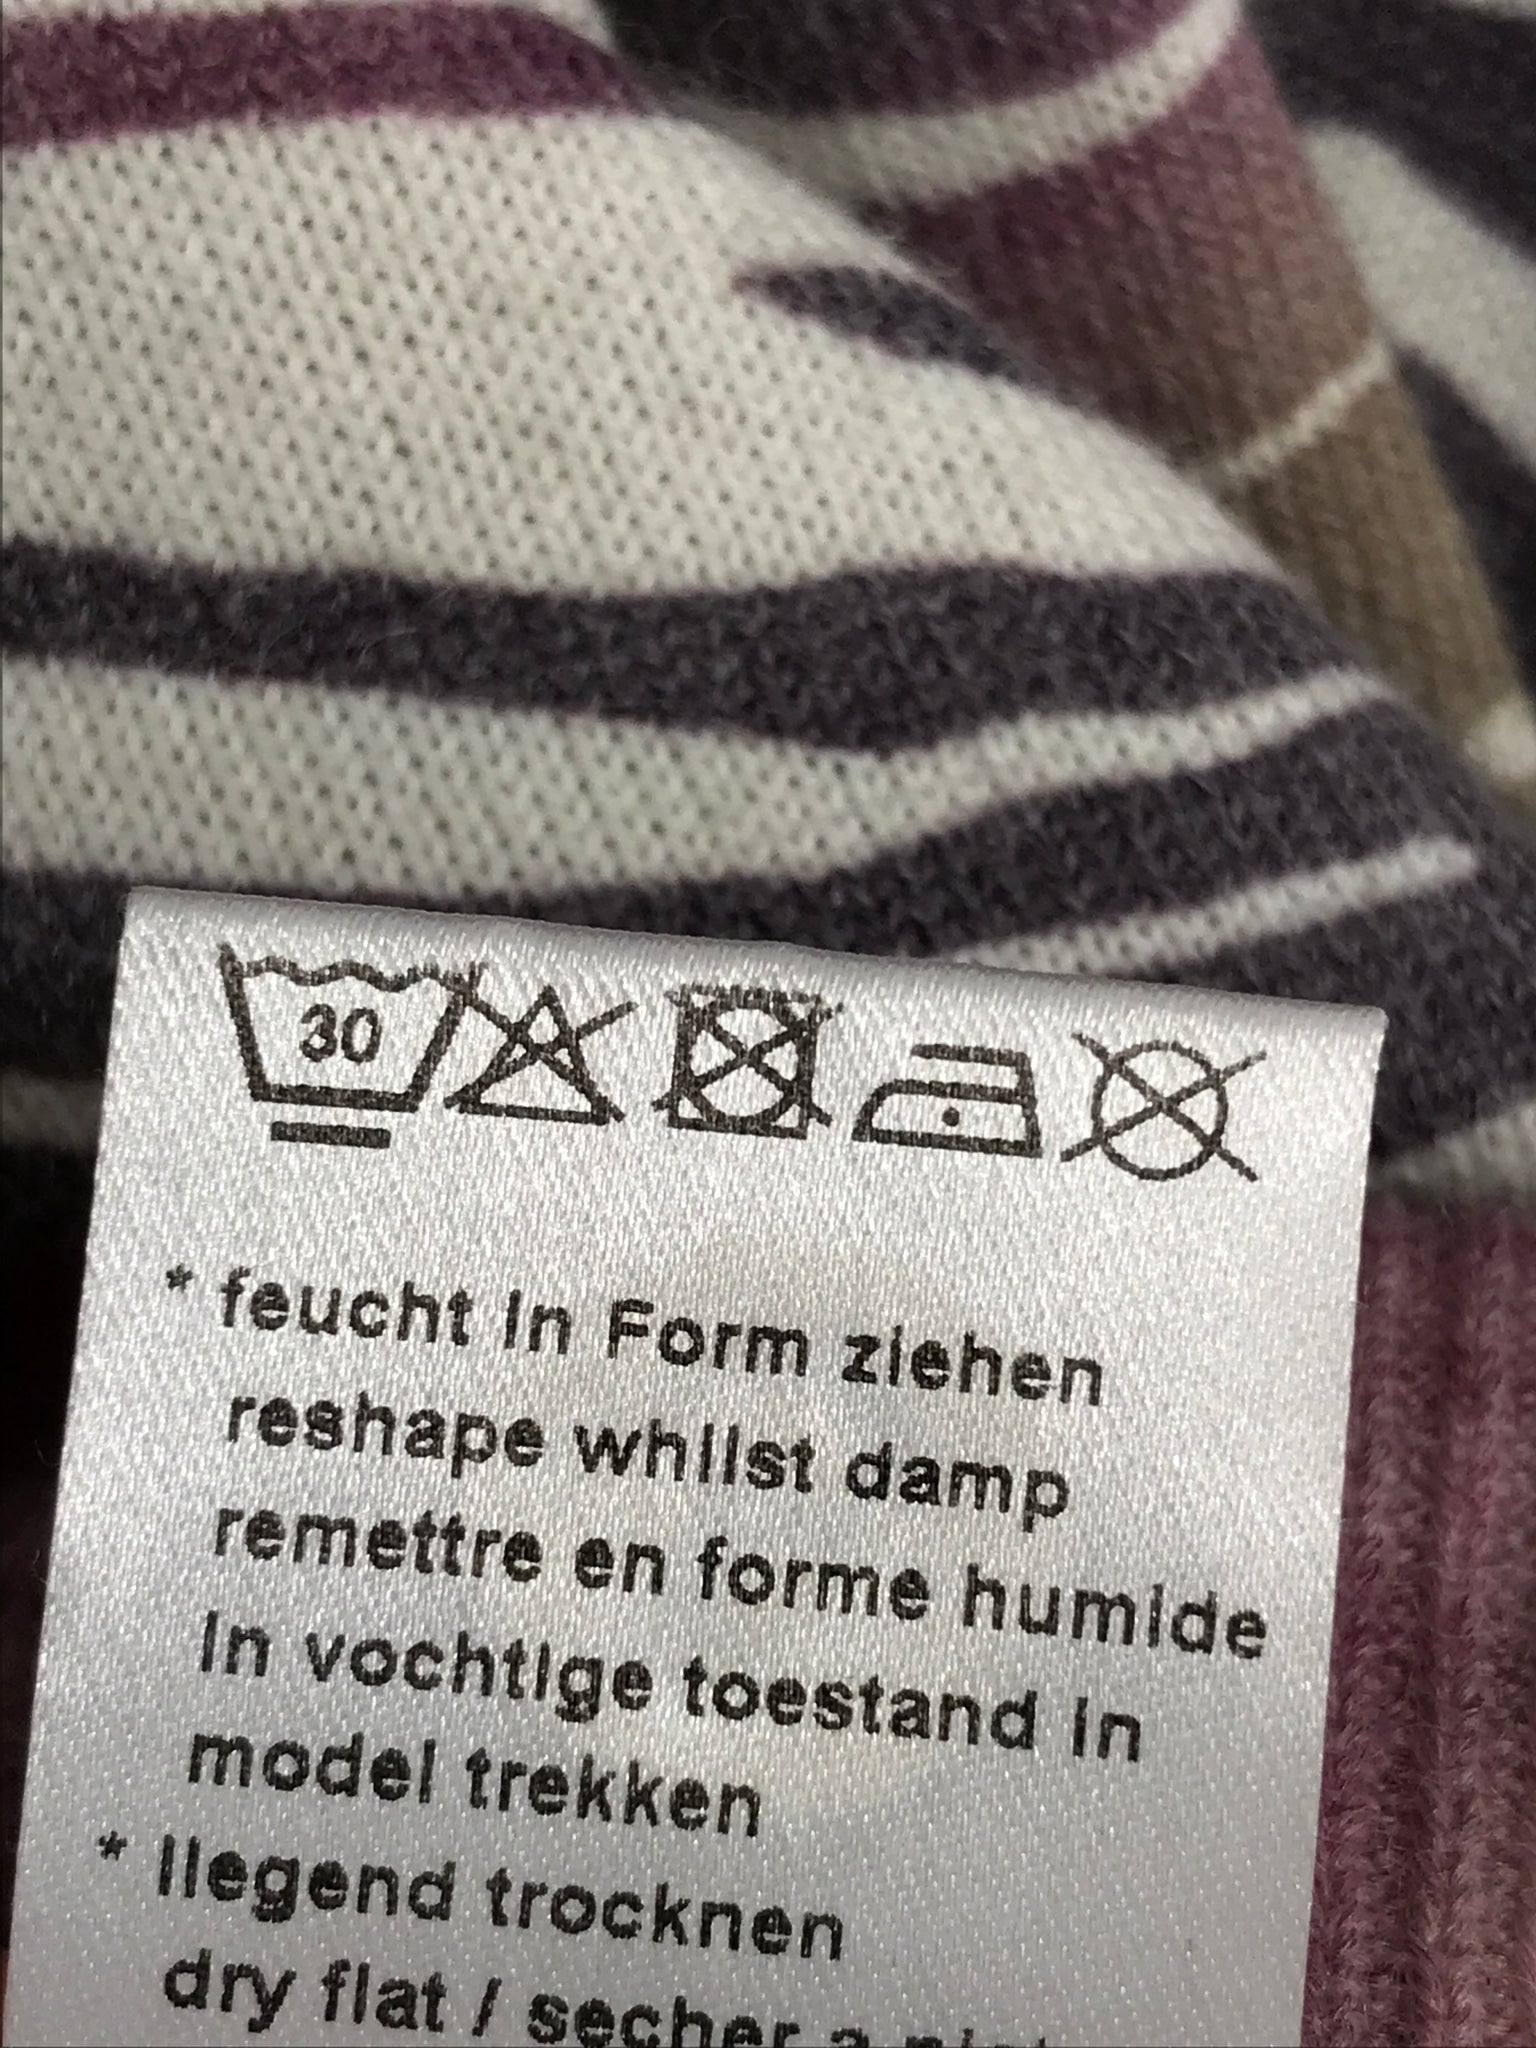 30
* feucht in Form ziehen
reshape whilst damp
remettre en forme humide
in vochtige toestand in
model trekken
* liegend trocknen
dry flat / secher a